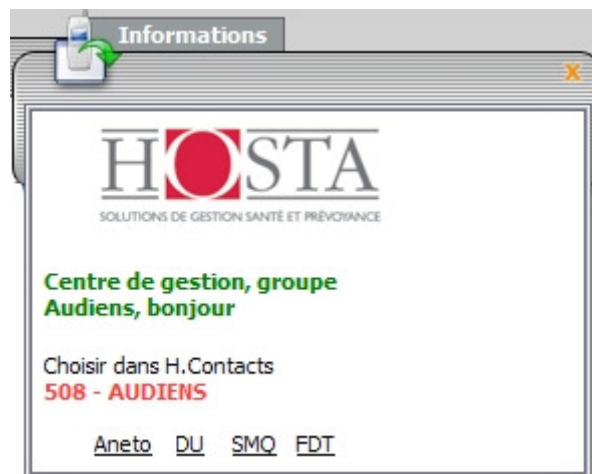 Informations
x
HOSTA
SOLUTIONS DE GESTION SANTÉ ET PRÉVOYANCE
Centre de gestion, groupe
Audiens, bonjour
Choisir dans H.Contacts
508 - AUDIENS
Aneto DU SMQ FDT